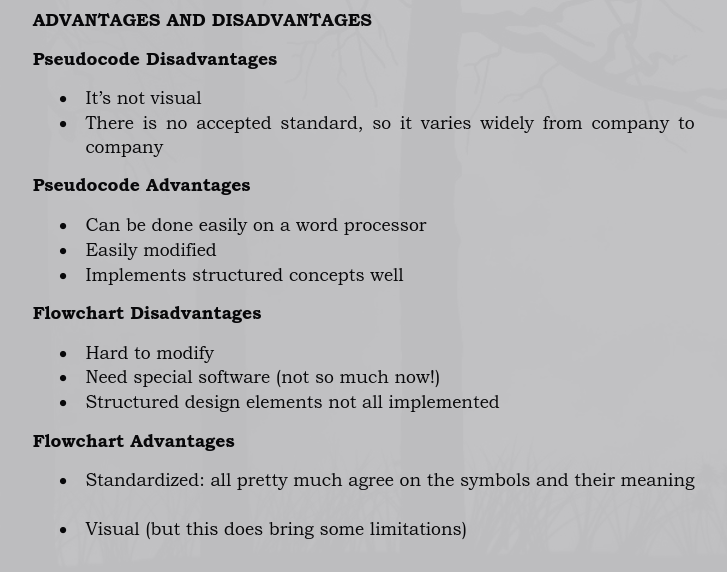 ADVANTAGES AND DISADVANTAGES
Pseudocode Disadvantages
• It’s not visual
• There is no accepted standard, so it varies widely from company to
company
Pseudocode Advantages
• Can be done easily on a word processor
• Easily modified
• Implements structured concepts well
Flowchart Disadvantages
• Hard to modify
• Need special software (not so much now!)
• Structured design elements not all implemented
Flowchart Advantages
• Standardized: all pretty much agree on the symbols and their meaning
• Visual (but this does bring some limitations)